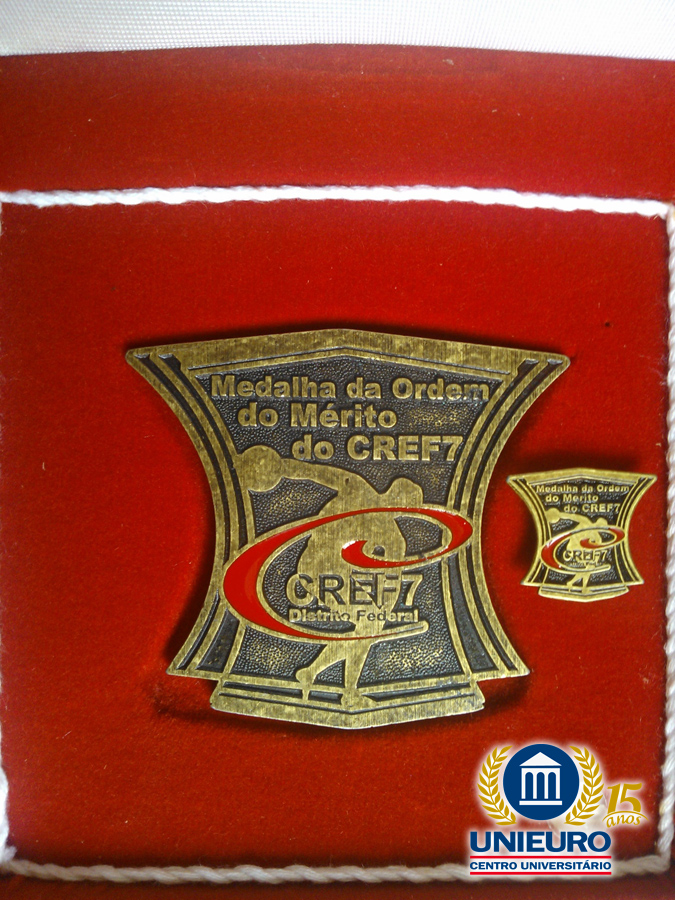 Medalha da Ordem
do Mérito
do CREF7
CREF7
Distrito Federal
Medalha da Ordem
do Mérito
do CREF7
CREF7
15
anos
UNIEURO
CENTRO UNIVERSITÁRIO